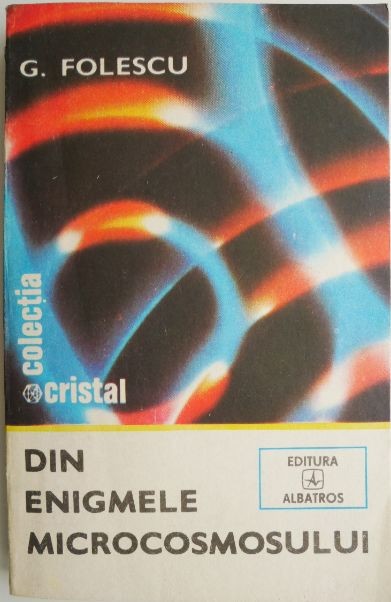 G. FOLESCU
colecția
cristal
DIN
ENIGMELE
MICROCOSMOSULUI
EDITURA
ALBATROS